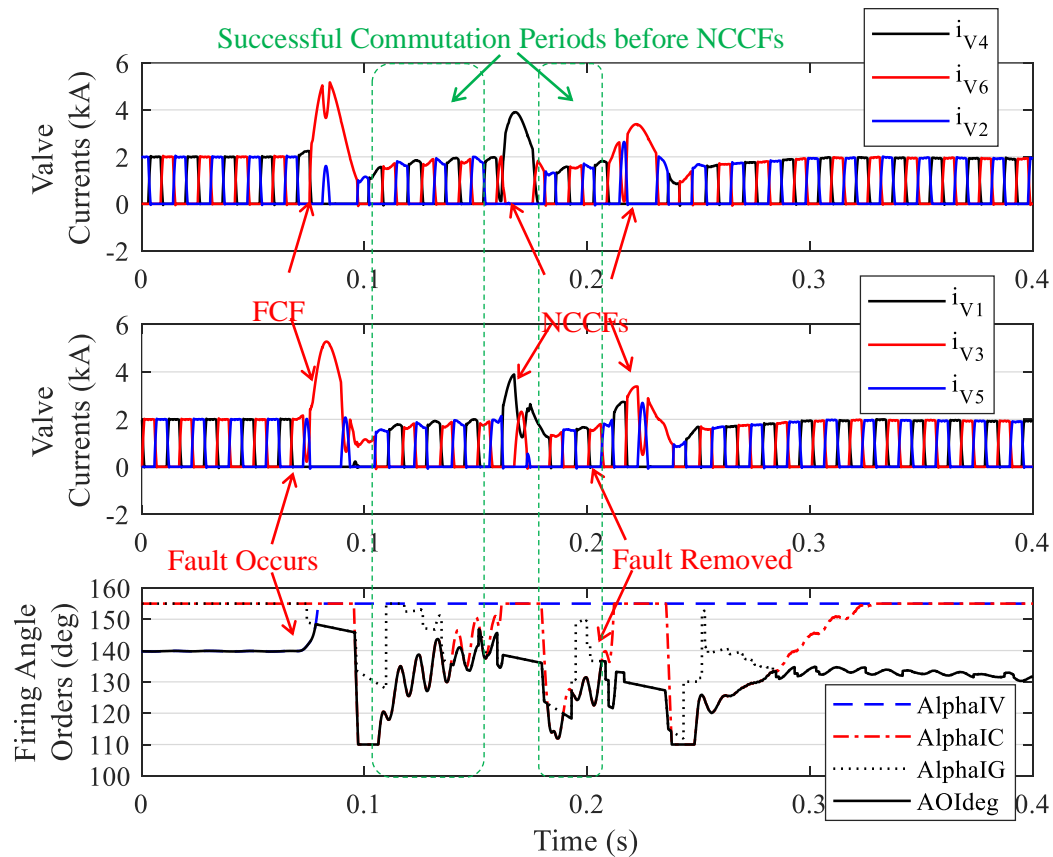 Successful Commutation Periods before NCCFs
i_V4
i_V6
i_V2
Valve
Currents (kA)
6
4
2
0
-2
0 0.1 0.2 0.3 0.4
FCF
NCCFs
i_V1
i_V3
i_V5
Valve
Currents (kA)
6
4
2
0
-2
0 0.1 0.2 0.3 0.4
Fault Occurs
Fault Removed
Firing Angle
Orders (deg)
160
150
140
130
120
110
100
AlphaIV
AlphaIC
AlphaIG
AOIdeg
0 0.1 0.2 0.3 0.4
Time (s)